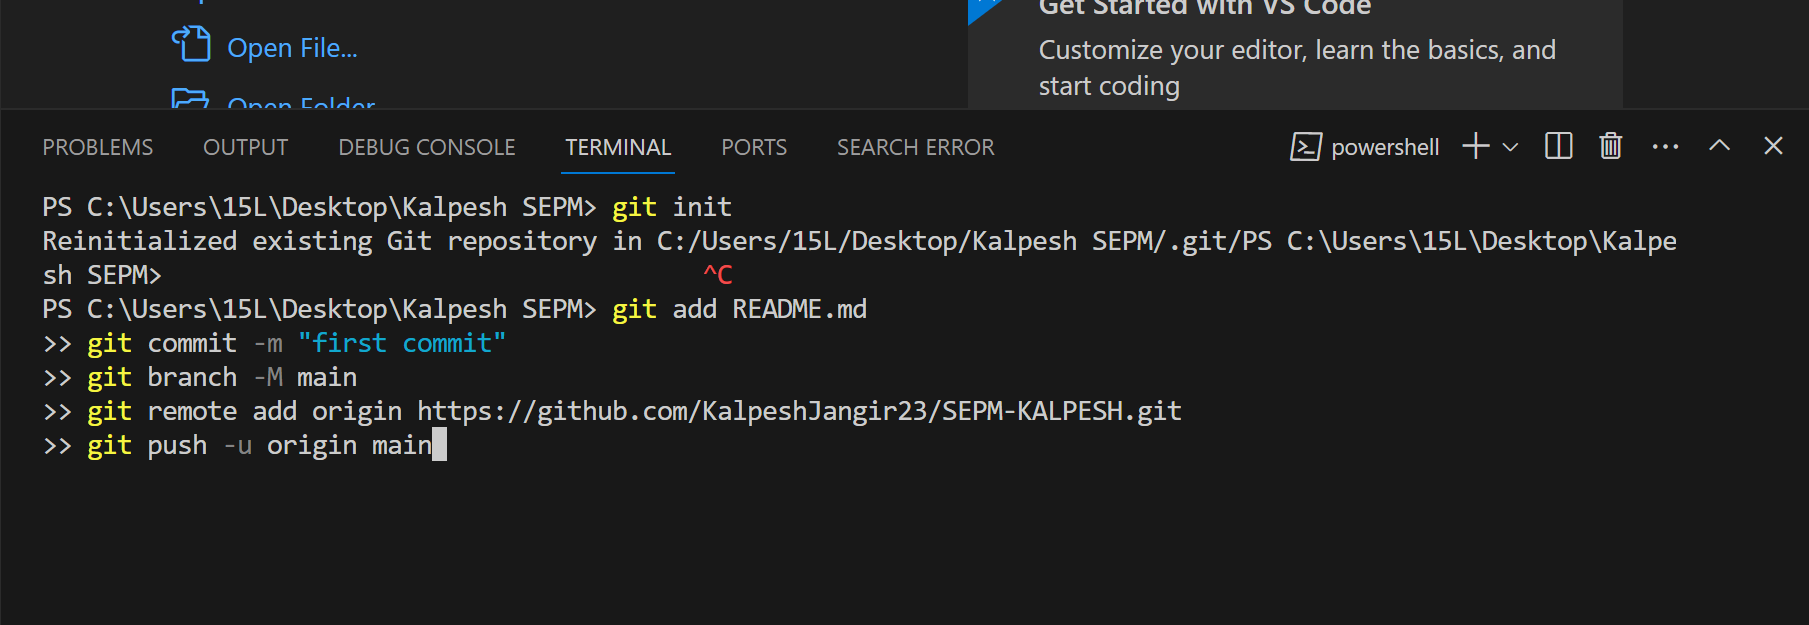 Open File...
Open Folder
Get Started with VS Code
Customize your editor, learn the basics, and
start coding
PROBLEMS OUTPUT DEBUG CONSOLE TERMINAL PORTS SEARCH ERROR powershell
PS C:\Users\15L\Desktop\Kalpesh SEPM> git init
Reinitialized existing Git repository in C:/Users/15L/Desktop/Kalpesh SEPM/.git/PS C:\Users\15L\Desktop\Kalpe
sh SEPM> ^C
PS C:\Users\15L\Desktop\Kalpesh SEPM> git add README.md
>> git commit -m "first commit"
>> git branch -M main
>> git remote add origin https://github.com/KalpeshJangir23/SEPM-KALPESH.git
>> git push -u origin main